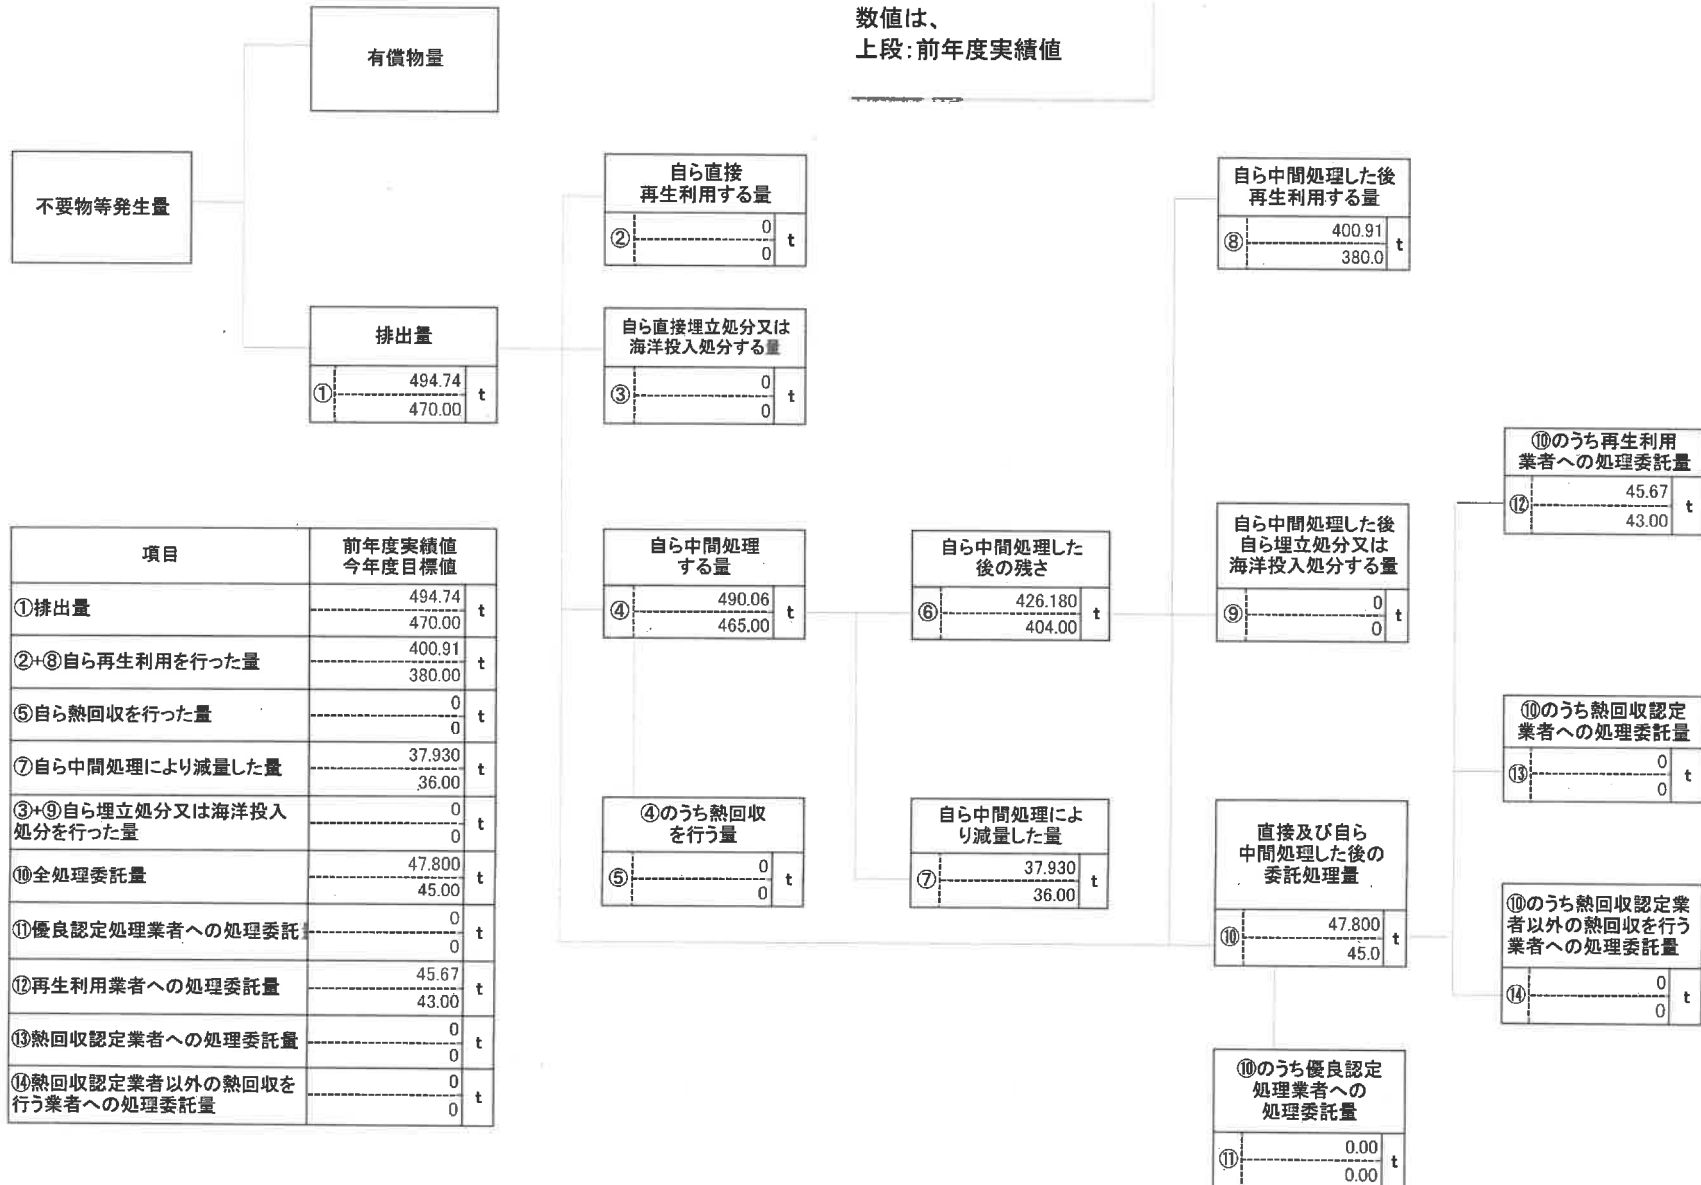 数値は、
上段:前年度実績値
有償物量
不要物等発生量
排出量
① 494.74 t
470.00
自ら直接
再生利用する量
② 0 t
0
自ら直接埋立処分又は
海洋投入処分する量
③ 0 t
0
自ら中間処理
する量
④ 490.06 t
465.00
④のうち熱回収
を行う量
⑤ 0 t
0
自ら中間処理した
後の残さ
⑥ 426.180 t
404.00
自ら中間処理によ
り減量した量
⑦ 37.930 t
36.00
自ら中間処理した後
再生利用する量
⑧ 400.91 t
380.0
自ら中間処理した後
自ら埋立処分又は
海洋投入処分する量
⑨ 0 t
0
直接及び自ら
中間処理した後の
委託処理量
⑩ 47.800 t
45.0
⑩のうち優良認定
処理業者への
処理委託量
⑪ 0.00 t
0.00
⑩のうち再生利用
業者への処理委託量
⑫ 45.67 t
43.00
⑩のうち熱回収認定
業者への処理委託量
⑬ 0 t
0
⑩のうち熱回収認定業
者以外の熱回収を行う
業者への処理委託量
⑭ 0 t
0
項目 前年度実績値
今年度目標値
①排出量 494.74 t
470.00
②+⑧自ら再生利用を行った量 400.91 t
380.00
⑤自ら熱回収を行った量 0 t
0
⑦自ら中間処理により減量した量 37.930 t
36.00
③+⑨自ら埋立処分又は海洋投入
処分を行った量 0 t
0
⑩全処理委託量 47.800 t
45.00
⑪優良認定処理業者への処理委託 0 t
0
⑫再生利用業者への処理委託量 45.67 t
43.00
⑬熱回収認定業者への処理委託量 0 t
0
⑭熱回収認定業者以外の熱回収を
行う業者への処理委託量 0 t
0